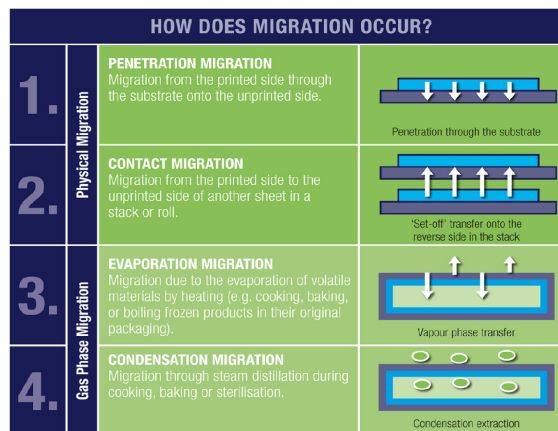 HOW DOES MIGRATION OCCUR?
Physical Migration
1.
PENETRATION MIGRATION
Migration from the printed side through
the substrate onto the unprinted side.
Penetration through the substrate
2.
CONTACT MIGRATION
Migration from the printed side to the
unprinted side of another sheet in a
stack or roll.
'Set-off' transfer onto the
reverse side in the stack
Gas Phase Migration
3.
EVAPORATION MIGRATION
Migration due to the evaporation of volatile
materials by heating (e.g. cooking, baking,
or boiling frozen products in their original
packaging).
Vapour phase transfer
4.
CONDENSATION MIGRATION
Migration through steam distillation during
cooking, baking or sterilisation.
Condensation extraction